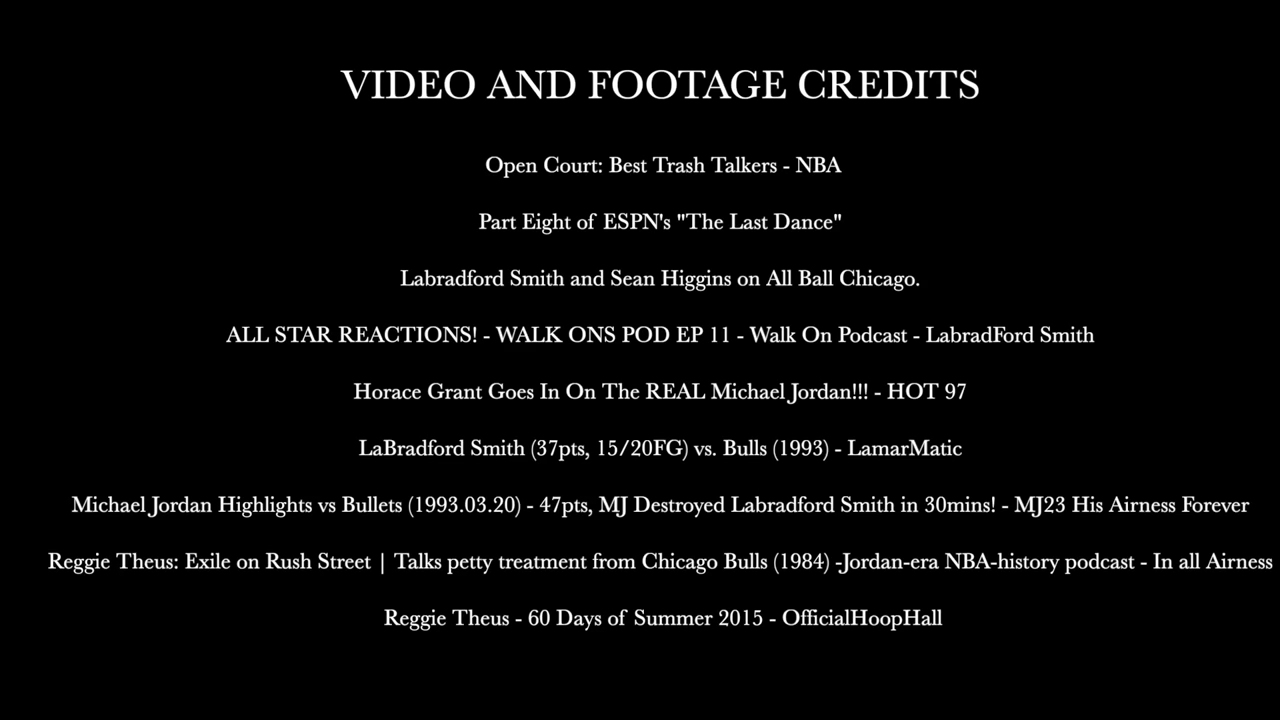 VIDEO AND FOOTAGE CREDITS
Open Court: Best Trash Talkers - NBA
Part Eight of ESPN's "The Last Dance"
Labradford Smith and Sean Higgins on All Ball Chicago.
ALL STAR REACTIONS! - WALK ONS POD EP 11 - Walk On Podcast - LabradFord Smith
Horace Grant Goes In On The REAL Michael Jordan!!! - HOT 97
LaBradford Smith (37pts, 15/20FG) vs. Bulls (1993) - LamarMatic
Michael Jordan Highlights vs Bullets (1993.03.20) - 47pts, MJ Destroyed Labradford Smith in 30mins! - MJ23 His Airness Forever
Reggie Theus: Exile on Rush Street | Talks petty treatment from Chicago Bulls (1984) -Jordan-era NBA-history podcast - In all Airness
Reggie Theus - 60 Days of Summer 2015 - OfficialHoopHall